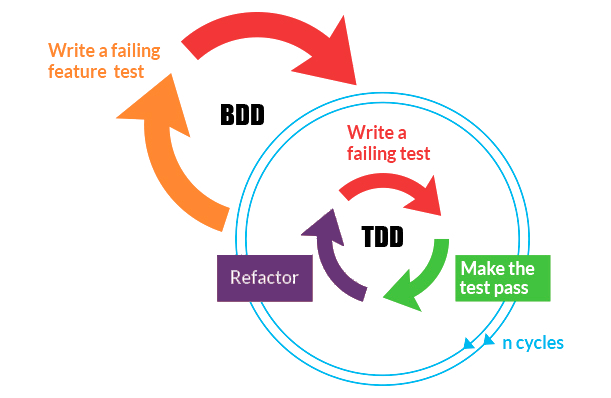 Write a failing
feature test
BDD
Write a
failing test
TDD
Refactor
Make the
test pass
n cycles